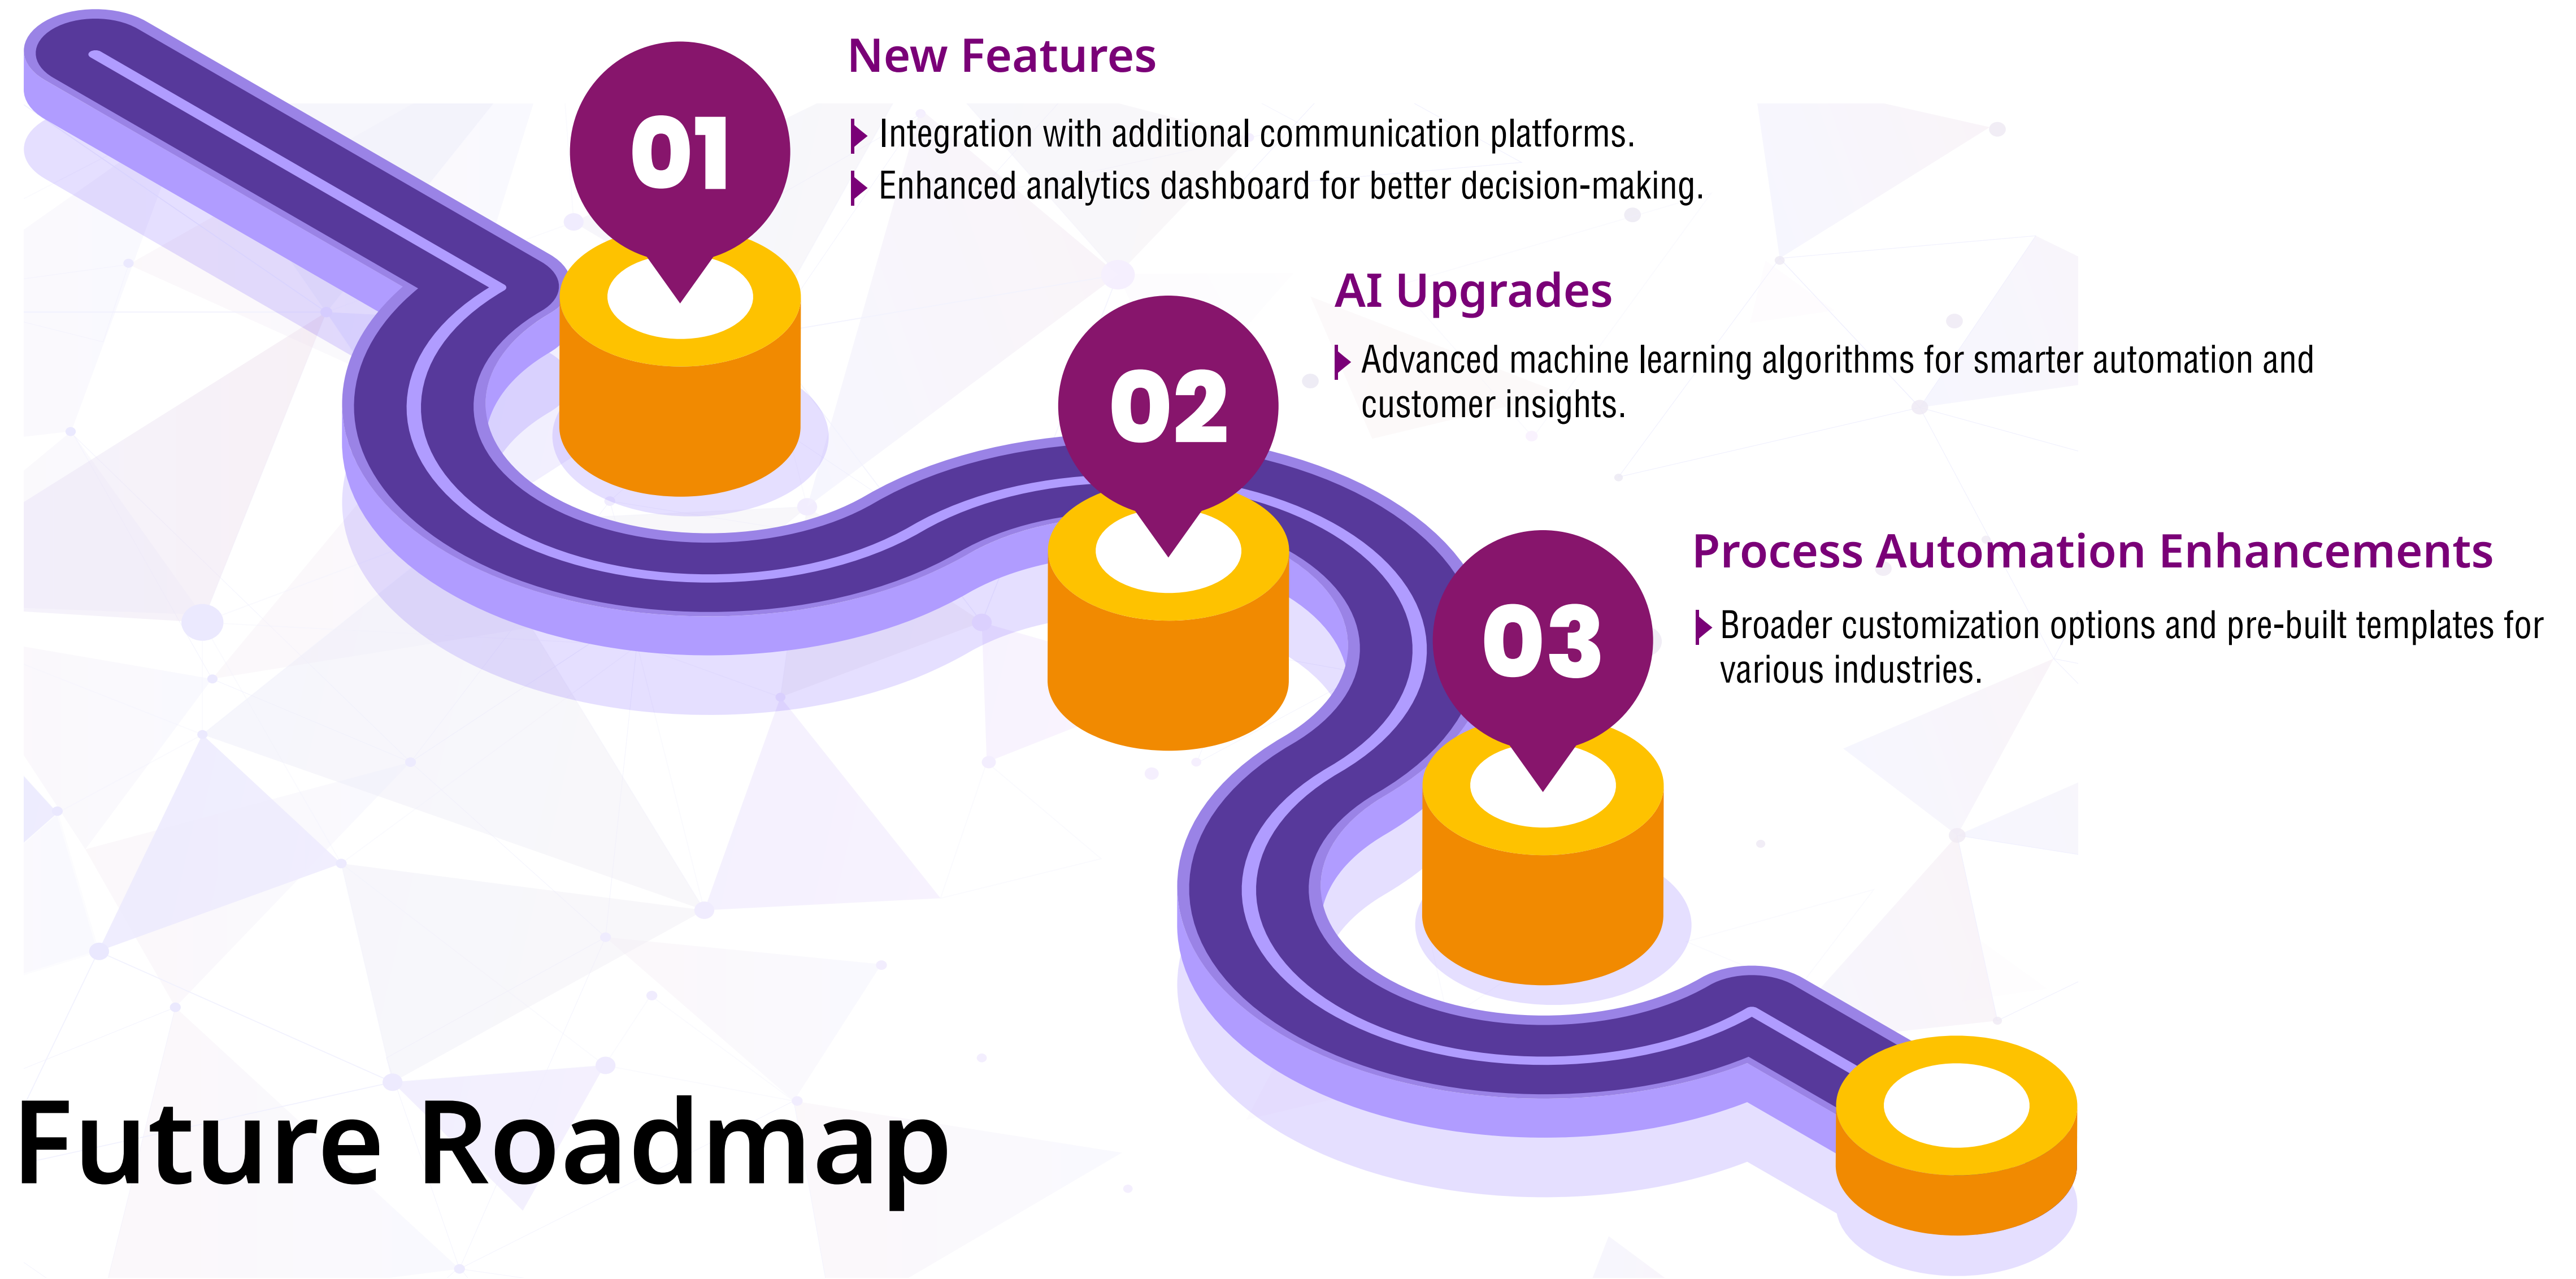 01
New Features
Integration with additional communication platforms.
Enhanced analytics dashboard for better decision-making.
02
AI Upgrades
Advanced machine learning algorithms for smarter automation and
customer insights.
03
Process Automation Enhancements
Broader customization options and pre-built templates for
various industries.
Future Roadmap